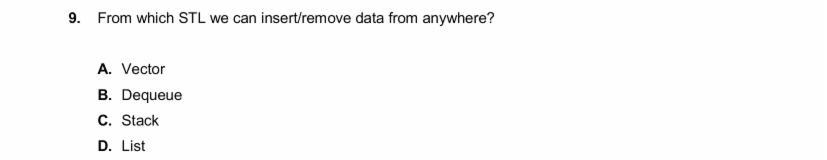 9. From which STL we can insert/remove data from anywhere?
A. Vector
B. Dequeue
C. Stack
D. List